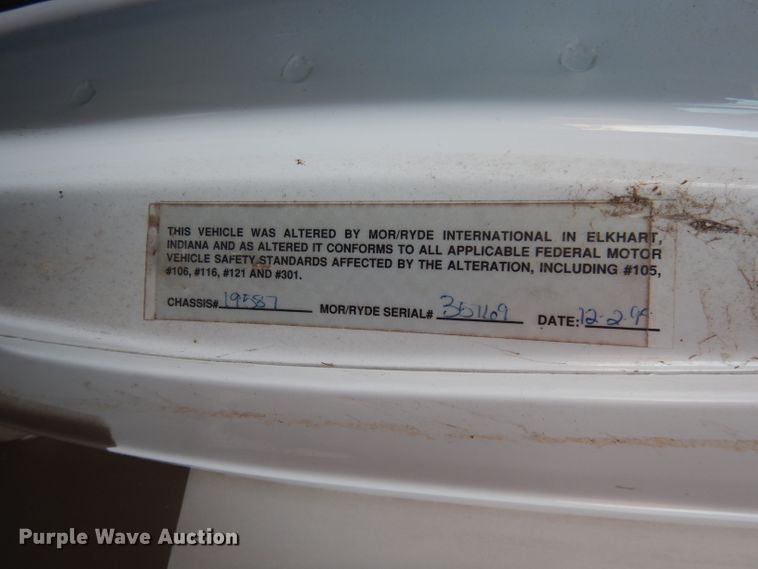 THIS VEHICLE WAS ALTERED BY MOR/RYDE INTERNATIONAL IN ELKHART,
INDIANA AND AS ALTERED IT CONFORMS TO ALL APPLICABLE FEDERAL MOTOR
VEHICLE SAFETY STANDARDS AFFECTED BY THE ALTERATION, INCLUDING #105,
#106, #116, #121 AND #301.
CHASSIS# 19587 MOR/RYDE SERIAL# DATE:
Purple Wave Auction